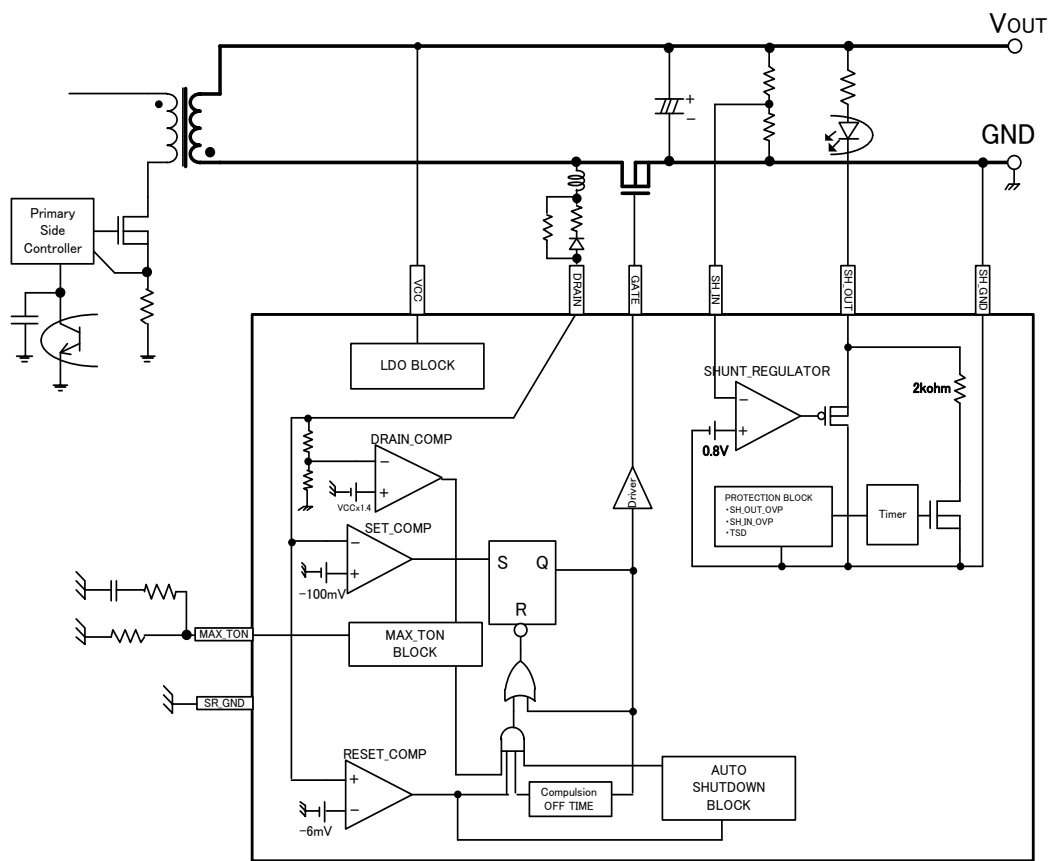 VOUT
GND
Primary
Side
Controller
+
-
VCC
DRAIN
GATE
SH_IN
SH_OUT
SH_GND
LDO BLOCK
SHUNT_REGULATOR
2kohm
-
+
0.8V
DRAIN_COMP
-
+
VCCx1.4
Driver
PROTECTION BLOCK
・SH_OUT_OVP
・SH_IN_OVP
・TSD
Timer
SET_COMP
-
+
-100mV
S
Q
R
MAX_TON
MAX_TON
BLOCK
SR_GND
RESET_COMP
+
-
-6mV
Compulsion
OFF TIME
AUTO
SHUTDOWN
BLOCK